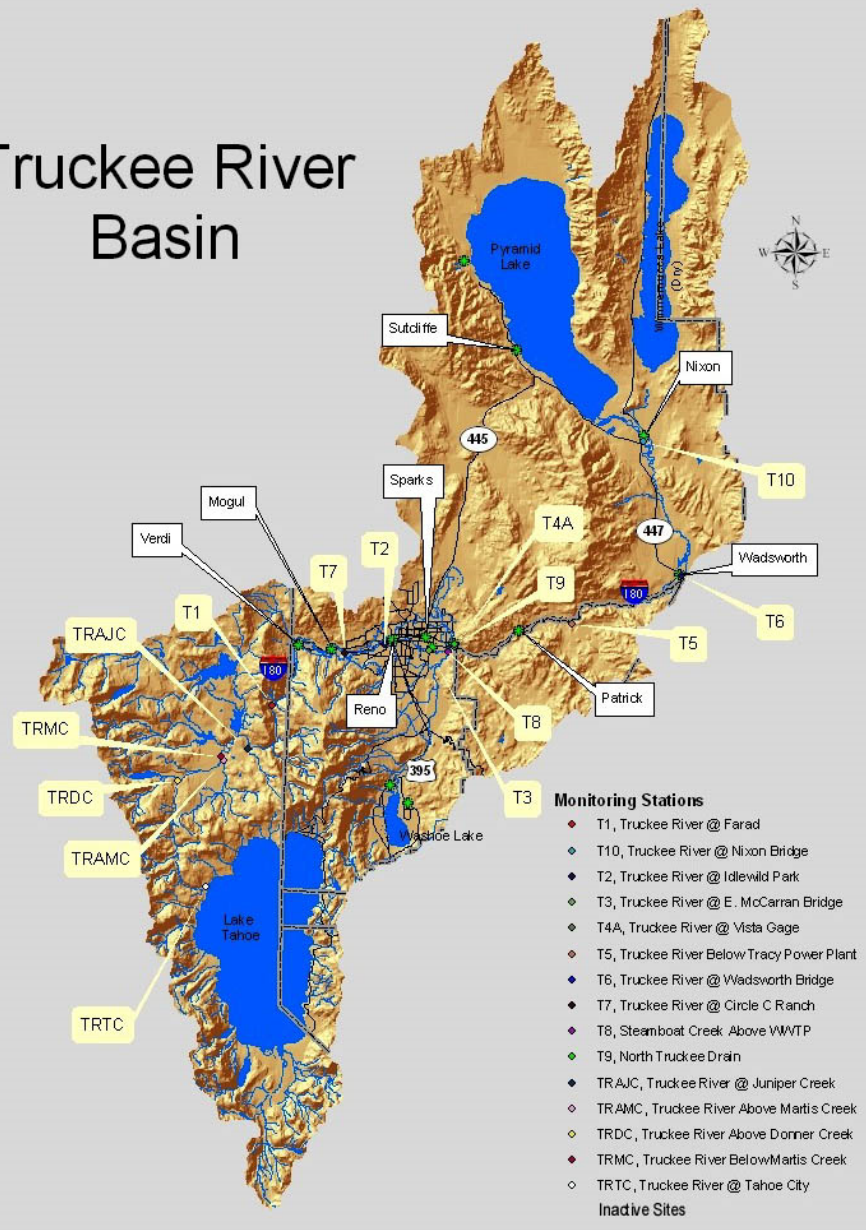 Truckee River
Basin
N
W E
S
Pyramid
Lake
(Dry)
Sutcliffe
Nixon
445
T10
Sparks
Mogul
T4A
447
Verdi
T2
Wadsworth
T7
T9
I 80
T1
T6
TRAJC
T5
I 80
Reno
Patrick
TRMC
T8
395
TRDC
T3
Washoe Lake
TRAMC
Lake
Tahoe
TRTC
Monitoring Stations
T1, Truckee River @ Farad
T10, Truckee River @ Nixon Bridge
T2, Truckee River @ Idlewild Park
T3, Truckee River @ E. McCarran Bridge
T4A, Truckee River @ Vista Gage
T5, Truckee River Below Tracy Power Plant
T6, Truckee River @ Wadsworth Bridge
T7, Truckee River @ Circle C Ranch
T8, Steamboat Creek Above WWTP
T9, North Truckee Drain
TRAJC, Truckee River @ Juniper Creek
TRAMC, Truckee River Above Martis Creek
TRDC, Truckee River Above Donner Creek
TRMC, Truckee River Below Martis Creek
TRTC, Truckee River @ Tahoe City
Inactive Sites